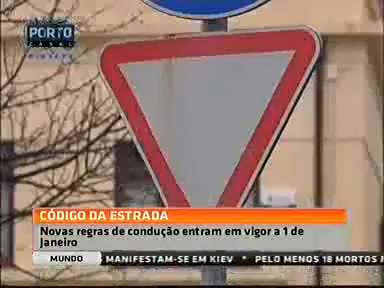 PORTO
CANAL
DIRECTO
CÓDIGO DA ESTRADA
Novas regras de condução entram em vigor a 1 de
Janeiro
MUNDO
MANIFESTAM-SE EM KIEV * PELO MENOS 18 MORTOS